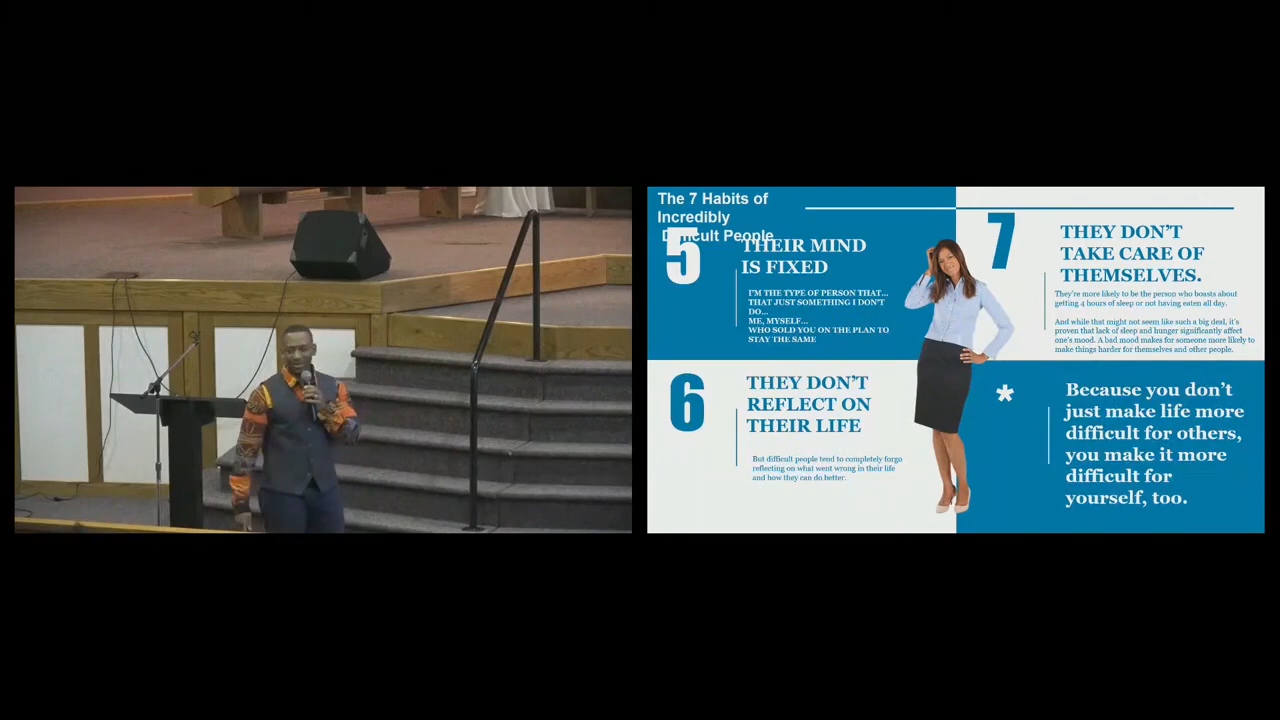 The 7 Habits of
Incredibly
Difficult People
5
THEIR MIND
IS FIXED
I'M THE TYPE OF PERSON THAT...
THAT JUST SOMETHING I DON'T
DO...
ME, MYSELF...
WHO SOLD YOU ON THE PLAN TO
STAY THE SAME
6
THEY DON'T
REFLECT ON
THEIR LIFE
But difficult people tend to completely forgo
reflecting on what went wrong in their life
and how they can do better.
7
THEY DON'T
TAKE CARE OF
THEMSELVES.
They're more likely to be the person who boasts about
getting 4 hours of sleep or not having eaten all day.
And while that might not seem like such a big deal, it's
proven that lack of sleep and hunger significantly affect
one's mood. A bad mood makes for someone more likely to
make things harder for themselves and other people.
*
Because you don't
just make life more
difficult for others,
you make it more
difficult for
yourself, too.